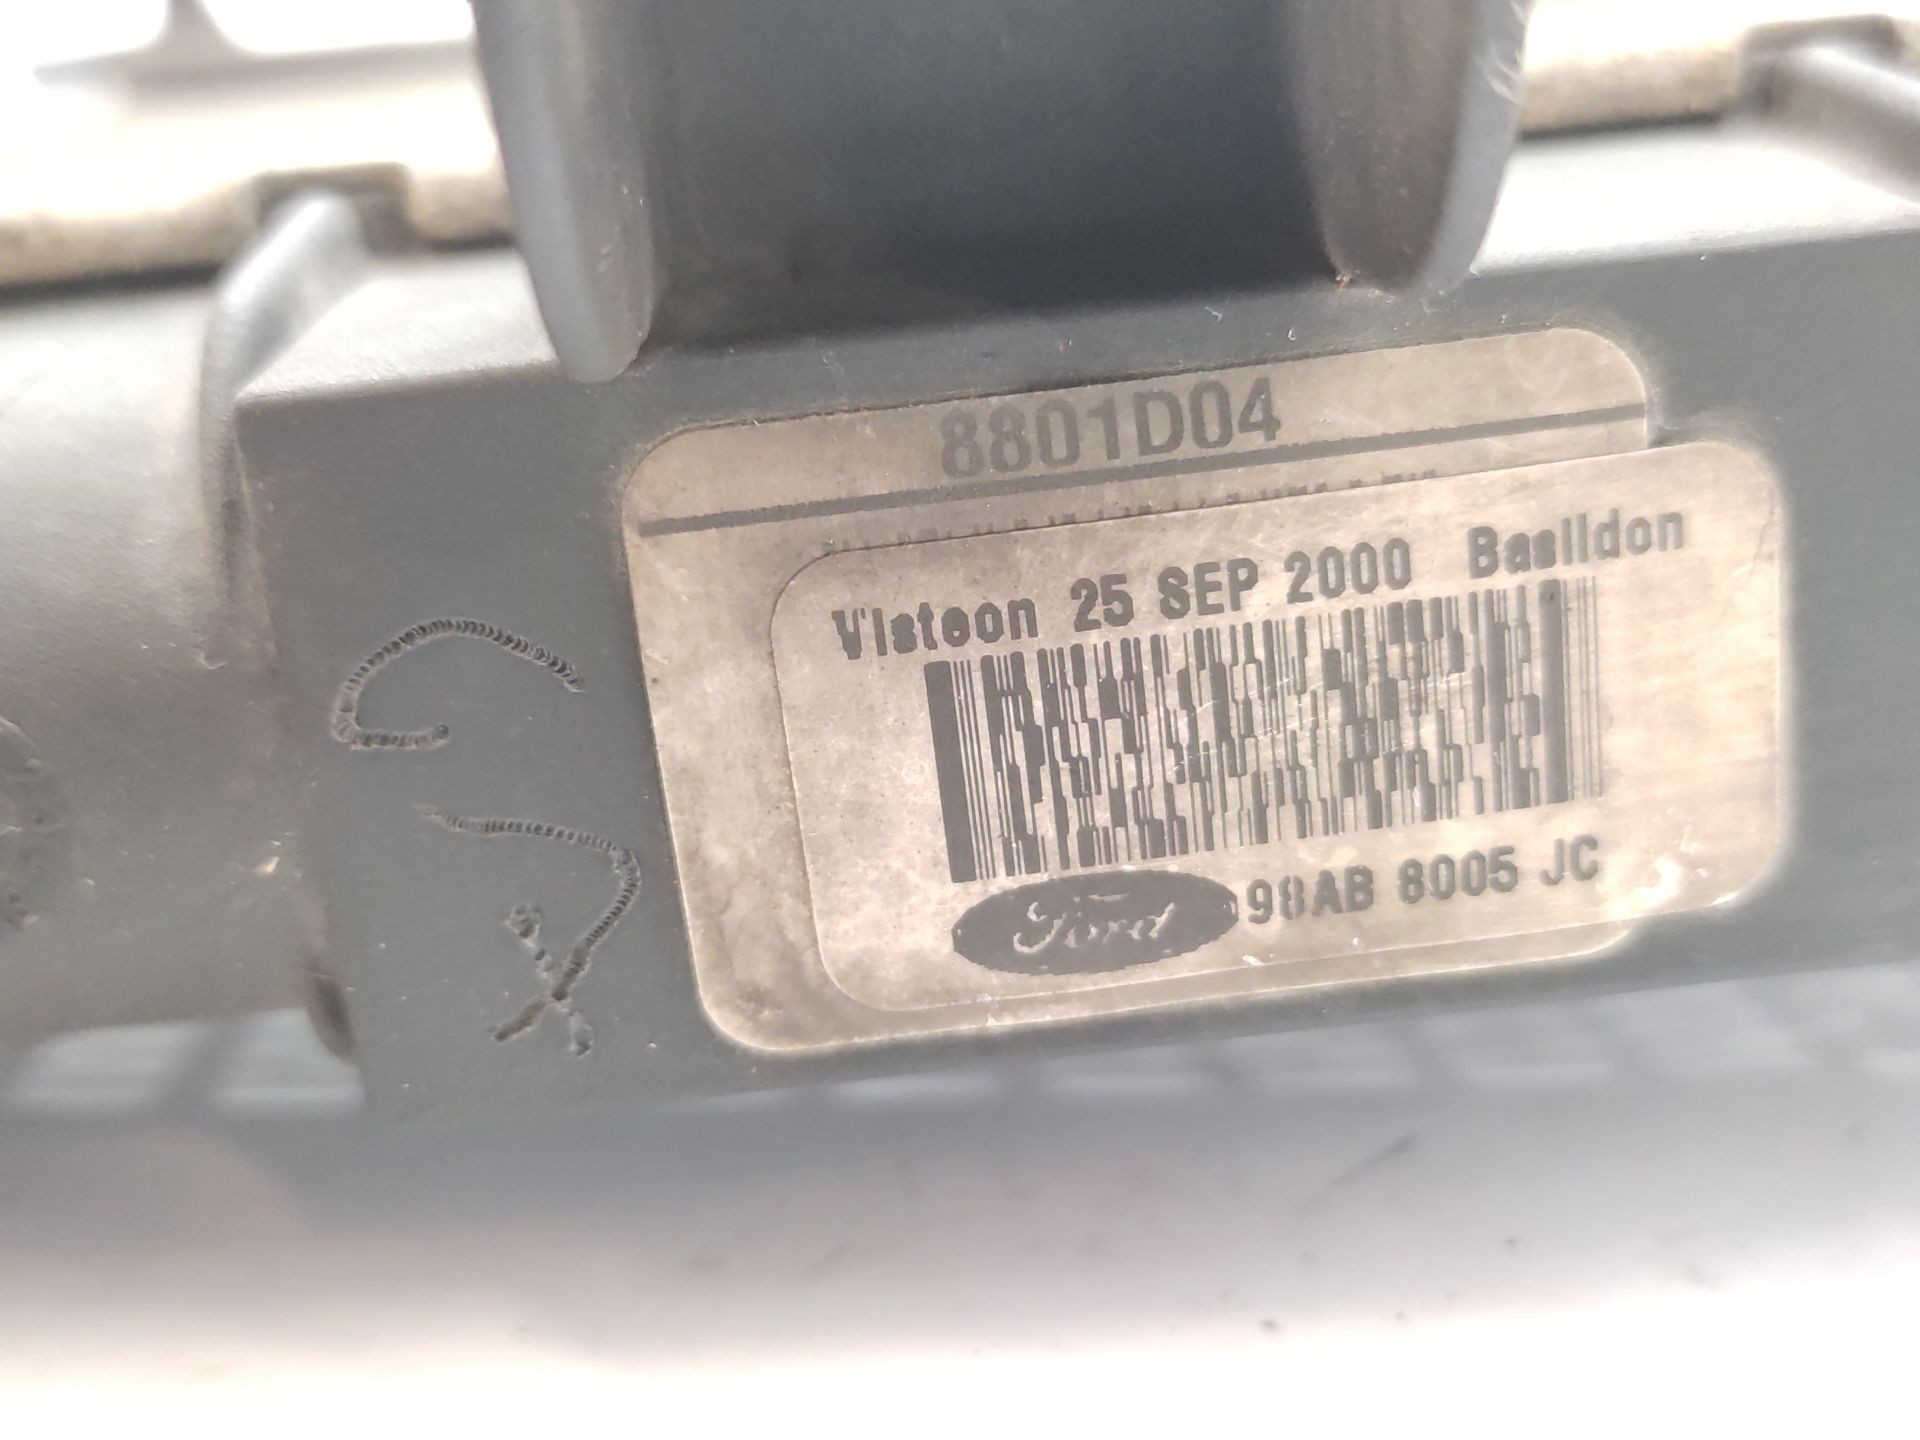 8801D04
Visteon 25 SEP 2000 Basildon
Ford 98AB 8005 JC